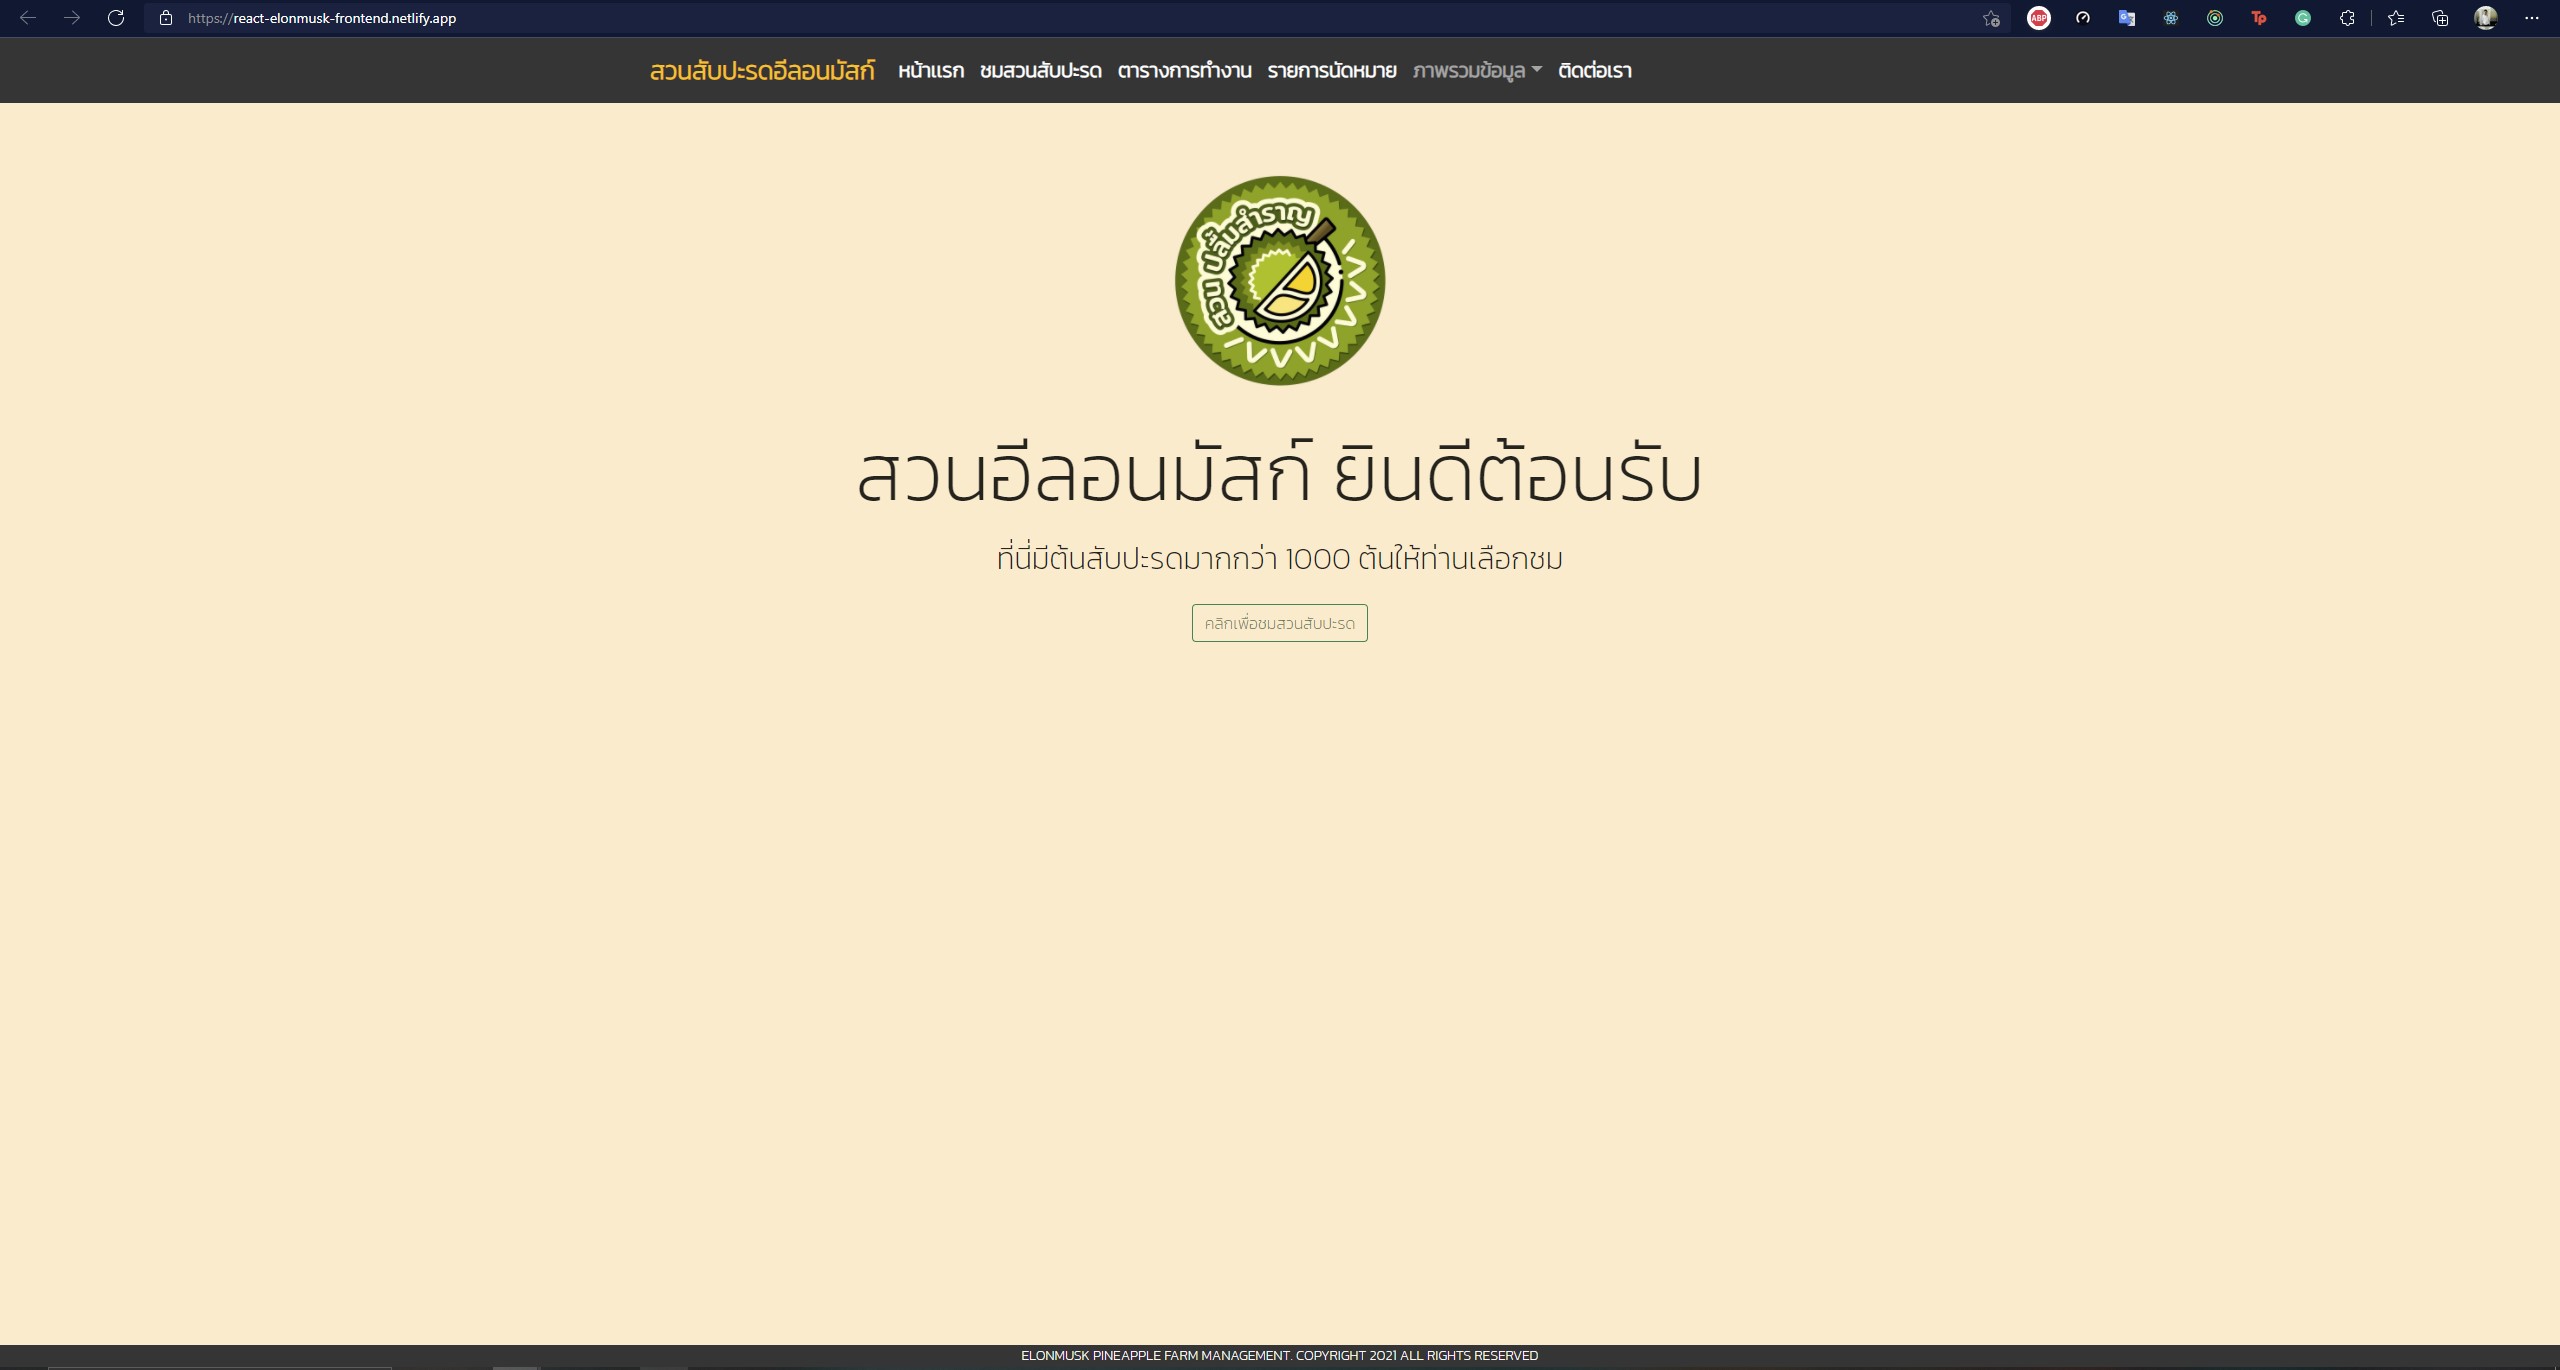 https://react-elonmusk-frontend.netlify.app
ABP
สวนสับปะรดอีลอนมัสก์ หน้าแรก ชมสวนสับปะรด ตารางการทำงาน รายการนัดหมาย ภาพรวมข้อมูล ติดต่อเรา
สวน ปลื้มสำราญ
สวนอีลอนมัสก์ ยินดีต้อนรับ
ที่นี่มีต้นสับปะรดมากกว่า 1000 ต้นให้ท่านเลือกชม
คลิกเพื่อชมสวนสับปะรด
ELONMUSK PINEAPPLE FARM MANAGEMENT. COPYRIGHT 2021 ALL RIGHTS RESERVED